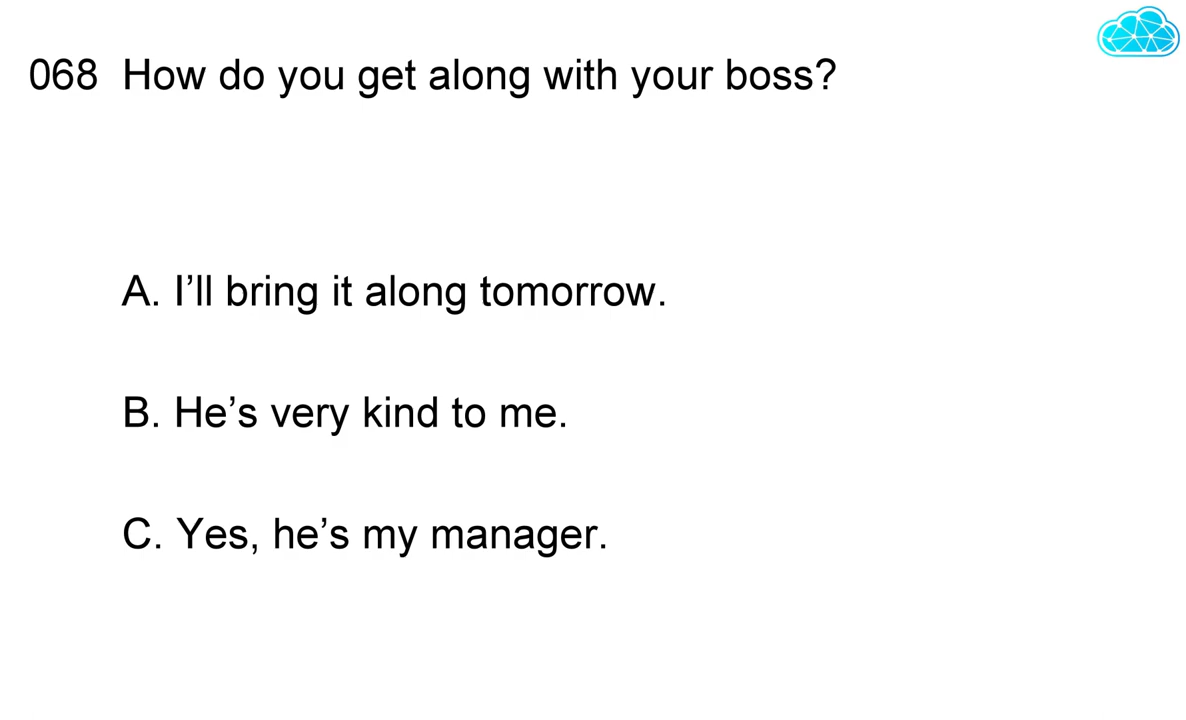 068 How do you get along with your boss?
A. I’ll bring it along tomorrow.
B. He’s very kind to me.
C. Yes, he’s my manager.